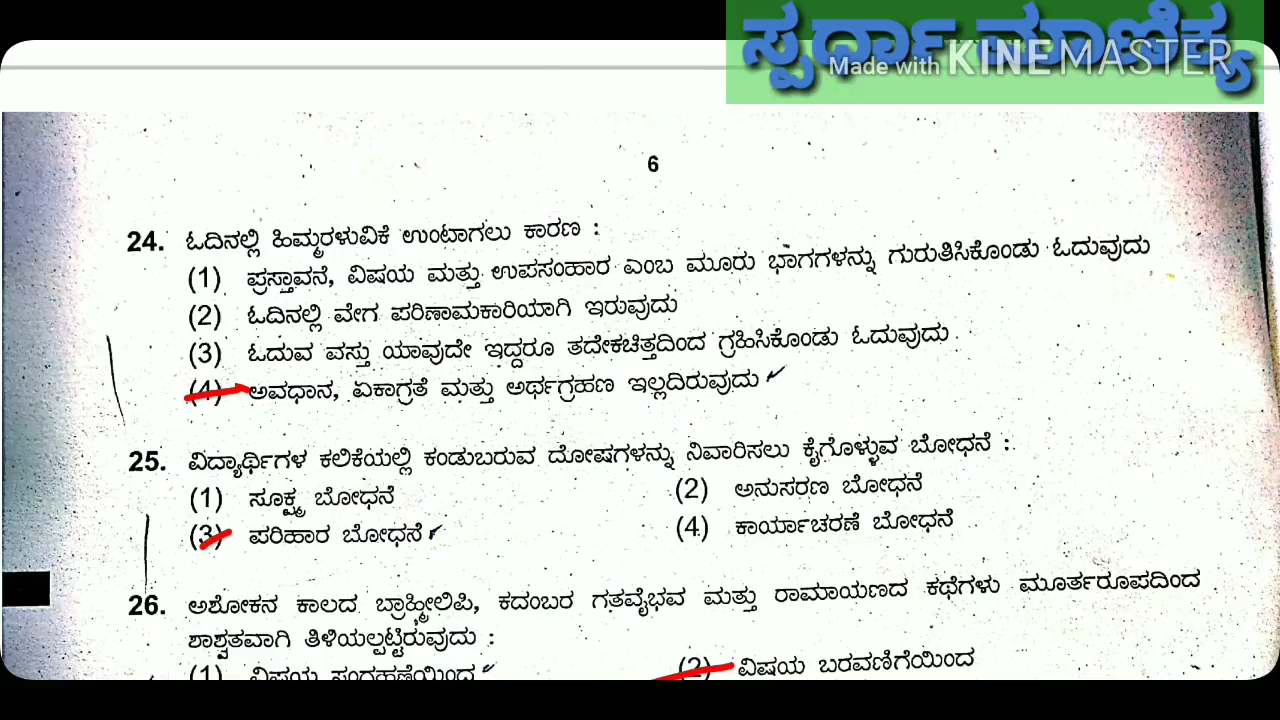 ಸ್ಪರ್ಧಾ ಮಾಣಿಕ್ಯ
Made with KINEMASTER
6
24. ಓದಿನಲ್ಲಿ ಹಿಮ್ಮರಳುವಿಕೆ ಉಂಟಾಗಲು ಕಾರಣ :
(1) ಪ್ರಸ್ತಾವನೆ, ವಿಷಯ ಮತ್ತು ಉಪಸಂಹಾರ ಎಂಬ ಮೂರು ಭಾಗಗಳನ್ನು ಗುರುತಿಸಿಕೊಂಡು ಓದುವುದು
(2) ಓದಿನಲ್ಲಿ ವೇಗ ಪರಿಣಾಮಕಾರಿಯಾಗಿ ಇರುವುದು
(3) ಓದುವ ವಸ್ತು ಯಾವುದೇ ಇದ್ದರೂ ತದೇಕಚಿತ್ತದಿಂದ ಗ್ರಹಿಸಿಕೊಂಡು ಓದುವುದು
(4) ಅವಧಾನ, ಏಕಾಗ್ರತೆ ಮತ್ತು ಅರ್ಥಗ್ರಹಣ ಇಲ್ಲದಿರುವುದು
25. ವಿದ್ಯಾರ್ಥಿಗಳ ಕಲಿಕೆಯಲ್ಲಿ ಕಂಡುಬರುವ ದೋಷಗಳನ್ನು ನಿವಾರಿಸಲು ಕೈಗೊಳ್ಳುವ ಬೋಧನೆ :
(1) ಸೂಕ್ಷ್ಮ ಬೋಧನೆ (2) ಅನುಸರಣ ಬೋಧನೆ
(3) ಪರಿಹಾರ ಬೋಧನೆ (4) ಕಾರ್ಯಾಚರಣೆ ಬೋಧನೆ
26. ಅಶೋಕನ ಕಾಲದ ಬ್ರಾಹ್ಮೀಲಿಪಿ, ಕದಂಬರ ಗತವೈಭವ ಮತ್ತು ರಾಮಾಯಣದ ಕಥೆಗಳು ಮೂರ್ತರೂಪದಿಂದ
ಶಾಶ್ವತವಾಗಿ ತಿಳಿಯಲ್ಪಟ್ಟಿರುವುದು :
(1) ವಿಷಯ ಸಂಗ್ರಹಣೆಯಿಂದ (2) ವಿಷಯ ಬರವಣಿಗೆಯಿಂದ